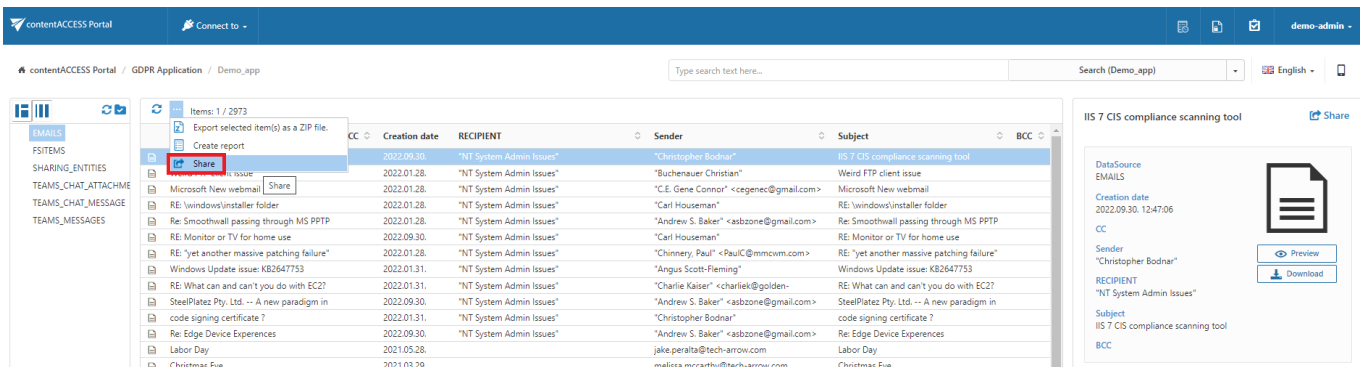 contentACCESS Portal Connect to demo-admin
contentACCESS Portal / GDPR Application / Demo_app Type search text here... Search (Demo_app) English
Items: 1 / 2973
EMAILS
FSITEMS
SHARING_ENTITIES
TEAMS_CHAT_ATTACHME
TEAMS_CHAT_MESSAGE
TEAMS_MESSAGES
Export selected item(s) as a ZIP file.
Create report
Share
Share
CC Creation date RECIPIENT Sender Subject BCC
2022.09.30. "NT System Admin Issues" "Christopher Bodnar" IIS 7 CIS compliance scanning tool
Weird FTP client issue 2022.01.28. "NT System Admin Issues" "Buchenauer Christian" Weird FTP client issue
Microsoft New webmail 2022.01.28. "NT System Admin Issues" "C.E. Gene Connor" <cegenec@gmail.com> Microsoft New webmail
RE: \windows\installer folder 2022.01.28. "NT System Admin Issues" "Carl Houseman" RE: \windows\installer folder
Re: Smoothwall passing through MS PPTP 2022.01.28. "NT System Admin Issues" "Andrew S. Baker" <asbzone@gmail.com> Re: Smoothwall passing through MS PPTP
RE: Monitor or TV for home use 2022.09.30. "NT System Admin Issues" "Carl Houseman" RE: Monitor or TV for home use
RE: "yet another massive patching failure" 2022.01.28. "NT System Admin Issues" "Chinnery, Paul" <PaulC@mmcwm.com> RE: "yet another massive patching failure"
Windows Update issue: KB2647753 2022.01.31. "NT System Admin Issues" "Angus Scott-Fleming" Windows Update issue: KB2647753
RE: What can and can't you do with EC2? 2022.01.31. "NT System Admin Issues" "Charlie Kaiser" <charliek@golden- RE: What can and can't you do with EC2?
SteelPlatez Pty. Ltd. -- A new paradigm in 2022.09.30. "NT System Admin Issues" "Andrew S. Baker" <asbzone@gmail.com> SteelPlatez Pty. Ltd. -- A new paradigm in
code signing certificate ? 2022.01.31. "NT System Admin Issues" "Christopher Bodnar" code signing certificate ?
Re: Edge Device Experences 2022.09.30. "NT System Admin Issues" "Andrew S. Baker" <asbzone@gmail.com> Re: Edge Device Experences
Labor Day 2021.05.28. jake.peralta@tech-arrow.com Labor Day
Christmas Eve 2021.03.29. melissa.mccarthy@tech-arrow.com Christmas Eve
IIS 7 CIS compliance scanning tool Share
DataSource
EMAILS
Creation date
2022.09.30. 12:47:06
CC
Sender
"Christopher Bodnar"
RECIPIENT
"NT System Admin Issues"
Subject
IIS 7 CIS compliance scanning tool
BCC
Preview
Download